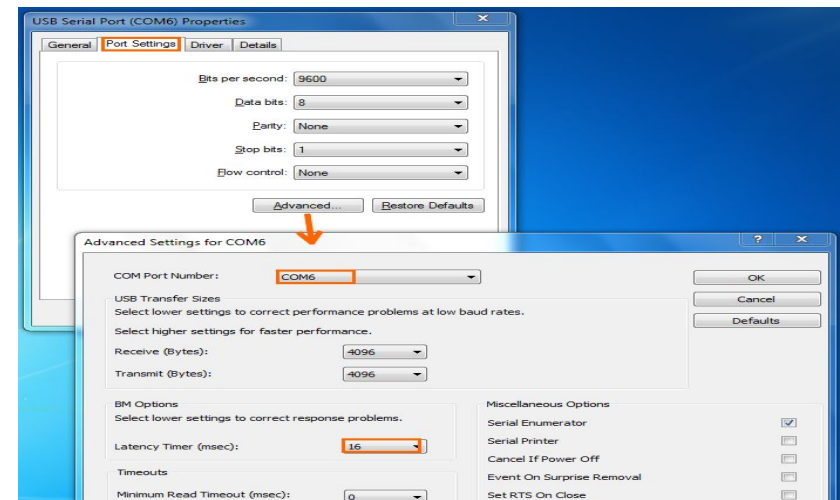 USB Serial Port (COM6) Properties
General Port Settings Driver Details
Bits per second: 9600
Data bits: 8
Parity: None
Stop bits: 1
Flow control: None
Advanced... Restore Defaults
Advanced Settings for COM6
COM Port Number: COM6
OK
Cancel
Defaults
USB Transfer Sizes
Select lower settings to correct performance problems at low baud rates.
Select higher settings for faster performance.
Receive (Bytes): 4096
Transmit (Bytes): 4096
BM Options
Select lower settings to correct response problems.
Latency Timer (msec): 16
Timeouts
Minimum Read Timeout (msec): 0
Miscellaneous Options
Serial Enumerator
Serial Printer
Cancel If Power Off
Event On Surprise Removal
Set RTS On Close